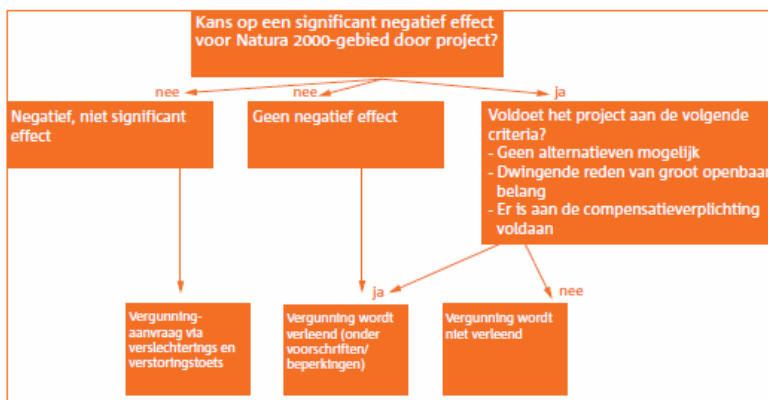 Kans op een significant negatief effect
voor Natura 2000-gebied door project?
nee
nee
ja
Negatief, niet significant
effect
Geen negatief effect
Voldoet het project aan de volgende
criteria?
- Geen alternatieven mogelijk
- Dwingende reden van groot openbaar
belang
- Er is aan de compensatieverplichting
voldaan
ja
nee
Vergunning-
aanvraag via
verslechterings en
verstoringstoets
Vergunning wordt
verleend (onder
voorschriften/
beperkingen)
Vergunning wordt
niet verleend